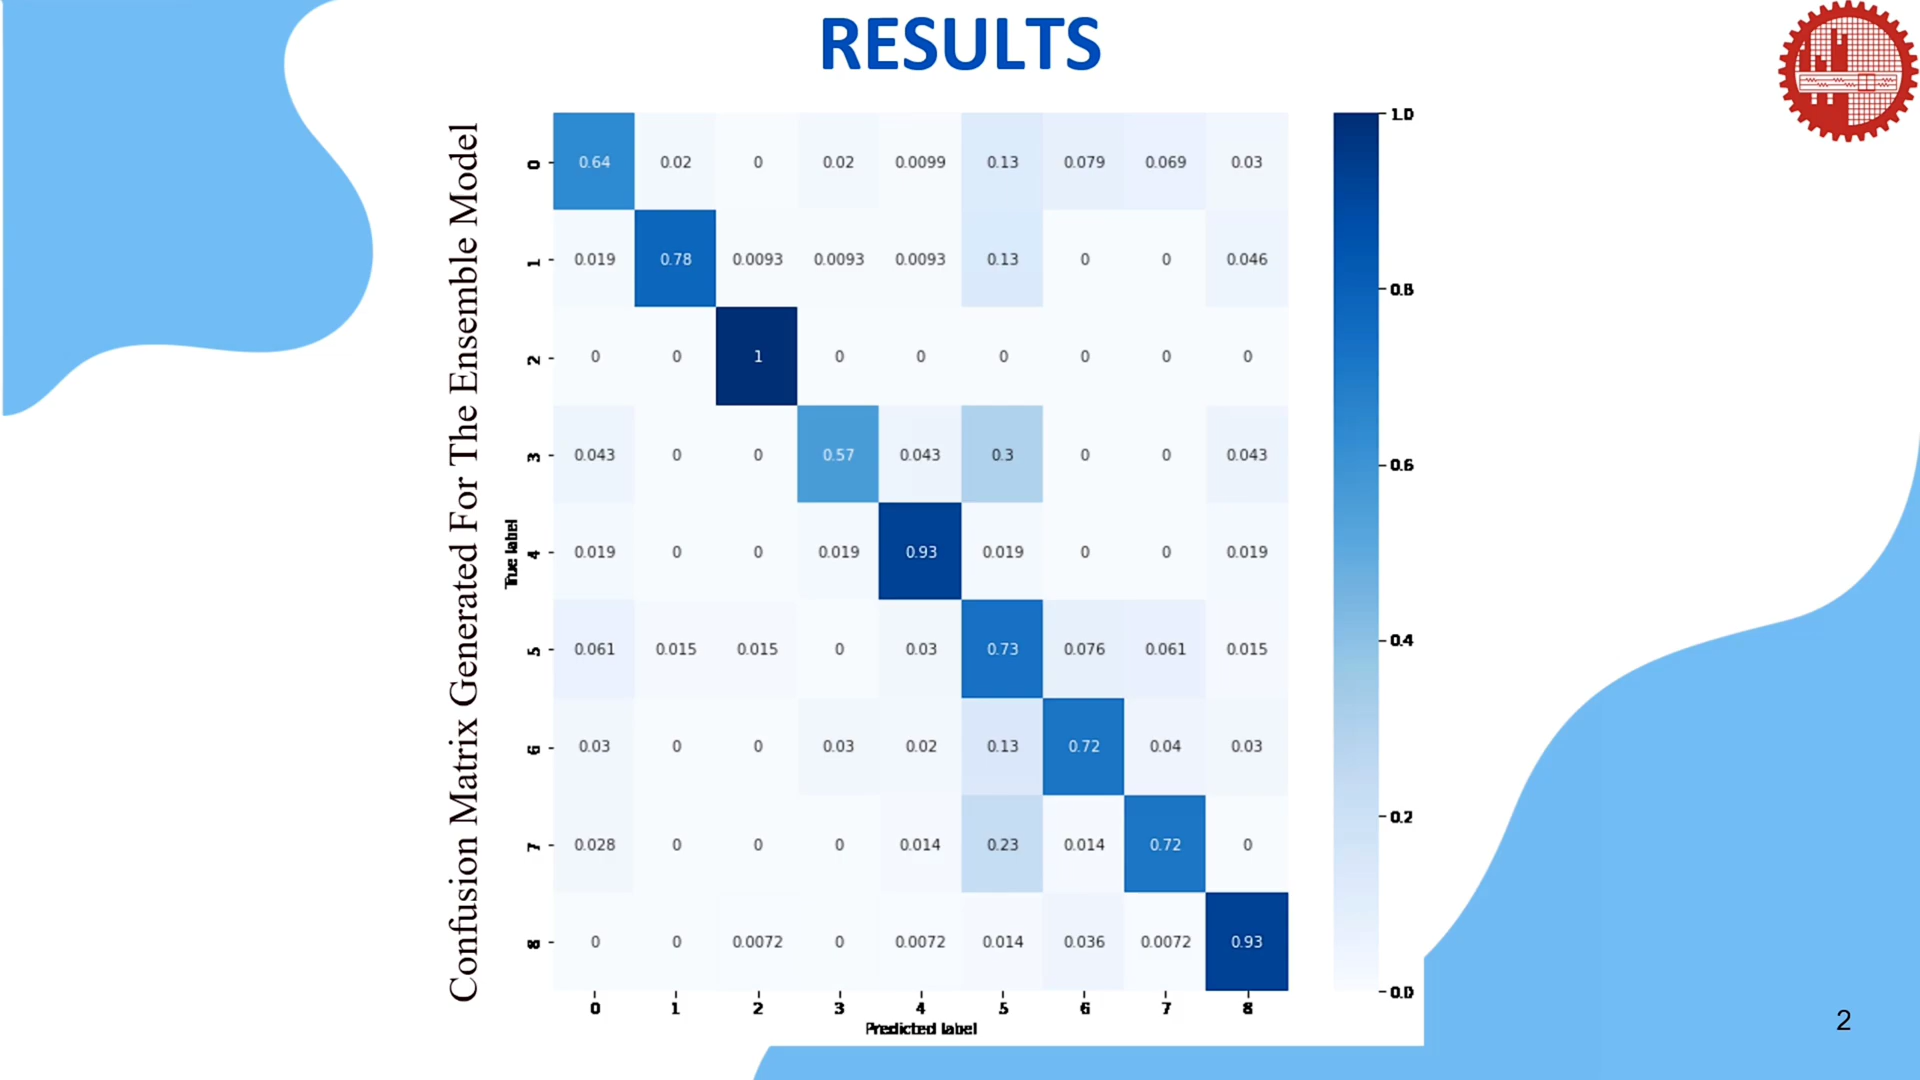 RESULTS
Confusion Matrix Generated For The Ensemble Model
True label
0 0.64 0.02 0 0.02 0.0099 0.13 0.079 0.069 0.03
1 0.019 0.78 0.0093 0.0093 0.0093 0.13 0 0 0.046
2 0 0 1 0 0 0 0 0 0
3 0.043 0 0 0.57 0.043 0.3 0 0 0.043
4 0.019 0 0 0.019 0.93 0.019 0 0 0.019
5 0.061 0.015 0.015 0 0.03 0.73 0.076 0.061 0.015
6 0.03 0 0 0.03 0.02 0.13 0.72 0.04 0.03
7 0.028 0 0 0 0.014 0.23 0.014 0.72 0
8 0 0 0.0072 0 0.0072 0.014 0.036 0.0072 0.93
0 1 2 3 4 5 6 7 8
Predicted label
1.0
0.8
0.6
0.4
0.2
0.0
2